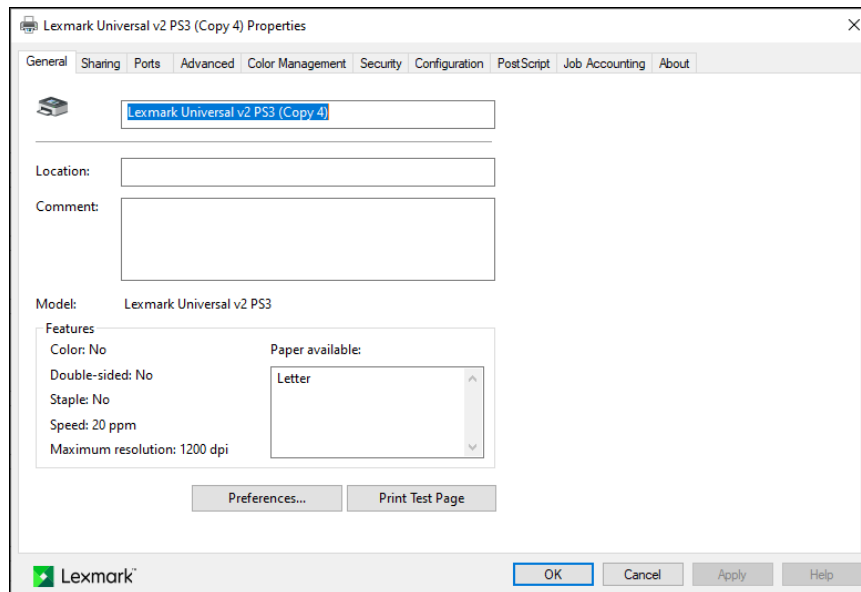 Lexmark Universal v2 PS3 (Copy 4) Properties
General Sharing Ports Advanced Color Management Security Configuration PostScript Job Accounting About
Lexmark Universal v2 PS3 (Copy 4)
Location:
Comment:
Model: Lexmark Universal v2 PS3
Features
Color: No Paper available:
Double-sided: No Letter
Staple: No
Speed: 20 ppm
Maximum resolution: 1200 dpi
Preferences... Print Test Page
Lexmark™ OK Cancel Apply Help